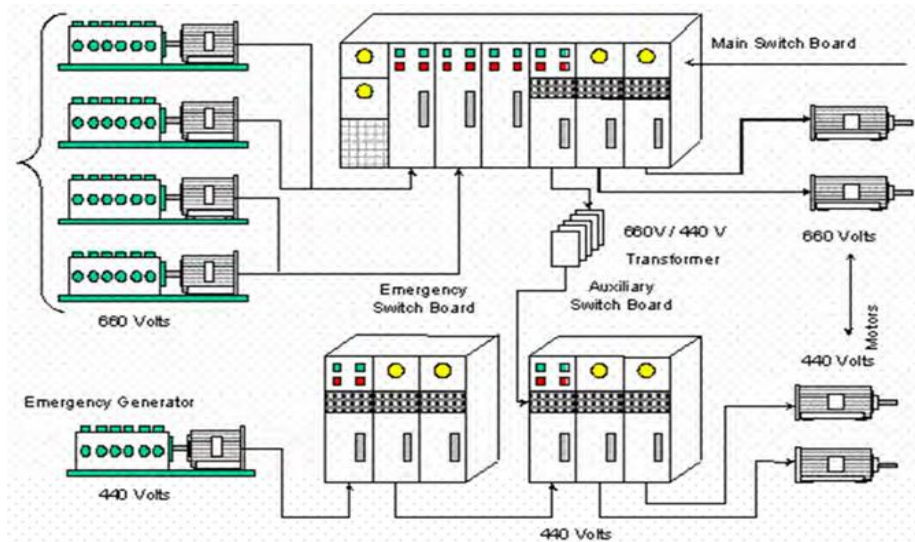 Main Switch Board
660V / 440 V
Transformer
660 Volts
Emergency
Switch Board
Auxiliary
Switch Board
660 Volts
Motors
440 Volts
Emergency Generator
440 Volts
440 Volts